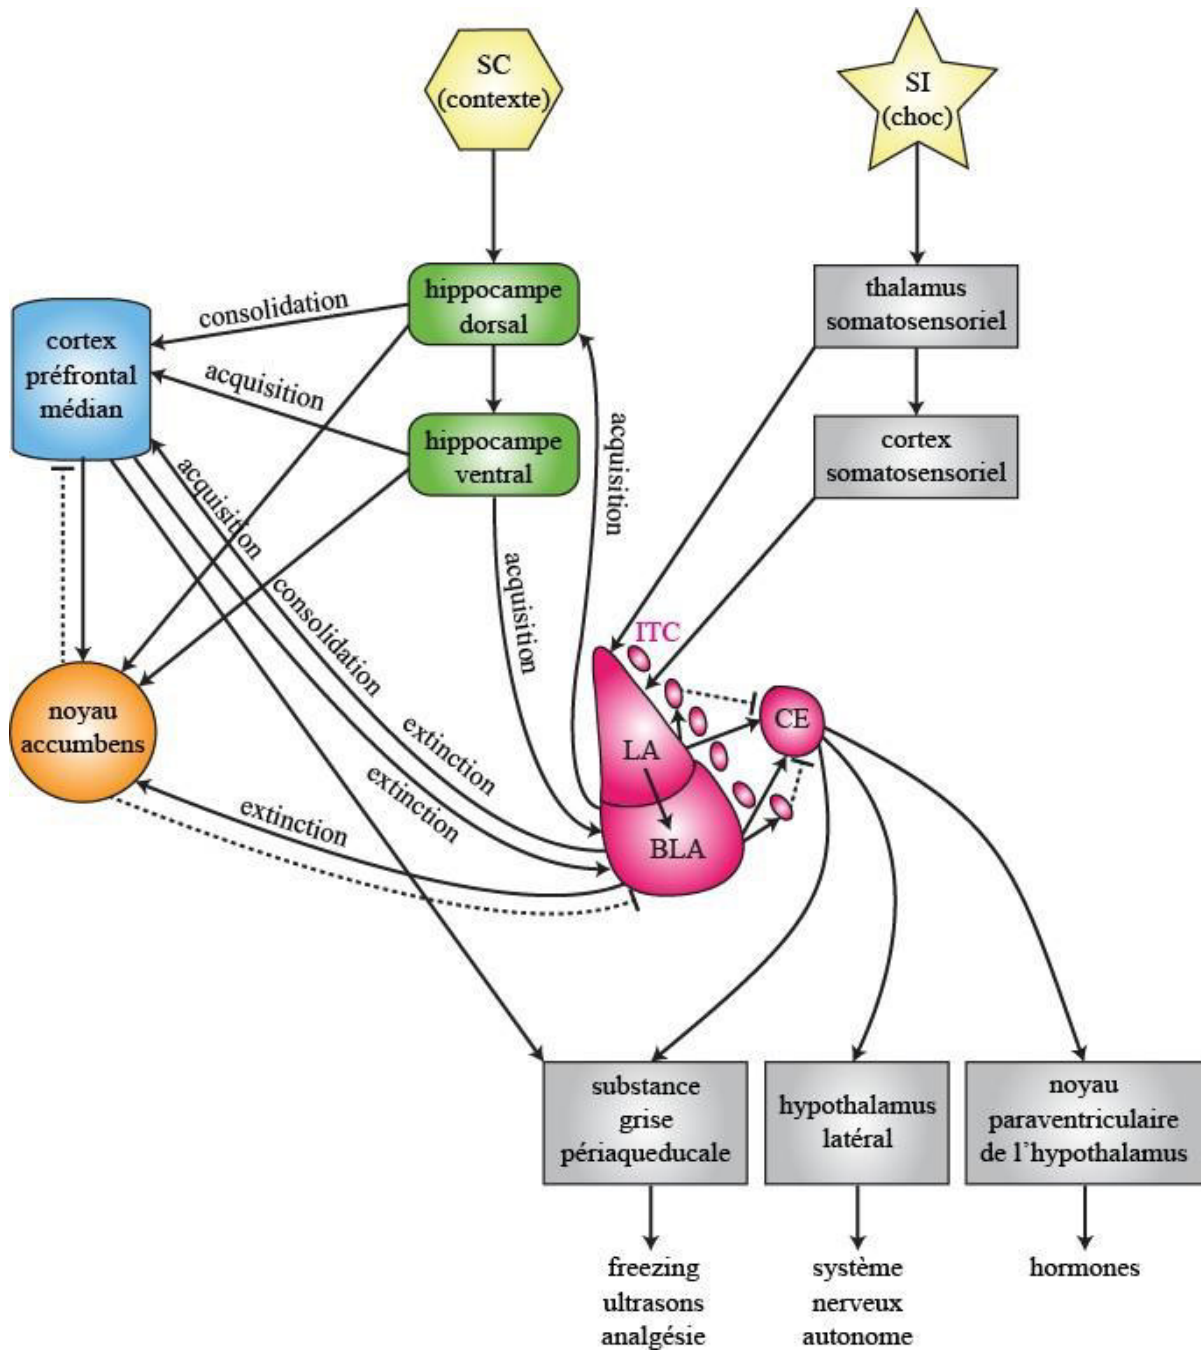 SC
(contexte)
SI
(choc)
hippocampe
dorsal
thalamus
somatosensoriel
consolidation
cortex
préfrontal
médian
acquisition
hippocampe
ventral
cortex
somatosensoriel
acquisition
acquisition
acquisition
consolidation
extinction
ITC
noyau
accumbens
LA
CE
BLA
extinction
extinction
substance
grise
périaqueducale
hypothalamus
latéral
noyau
paraventriculaire
de l'hypothalamus
freezing
ultrasons
analgésie
système
nerveux
autonome
hormones